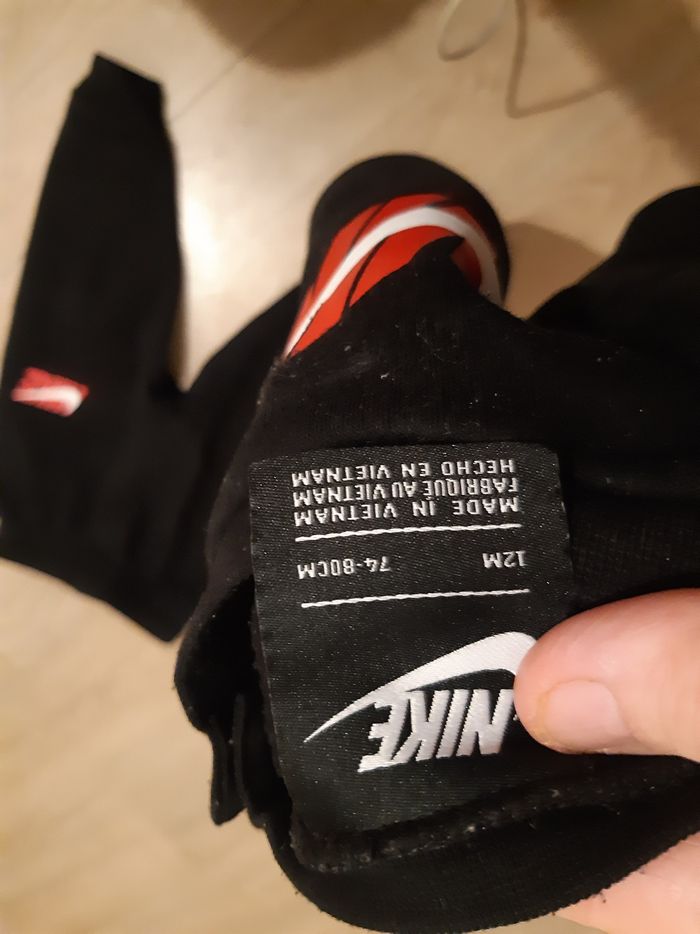 NIKE
12M 74-80CM
MADE IN VIETNAM
FABRIQUÉ AU VIETNAM
HECHO EN VIETNAM